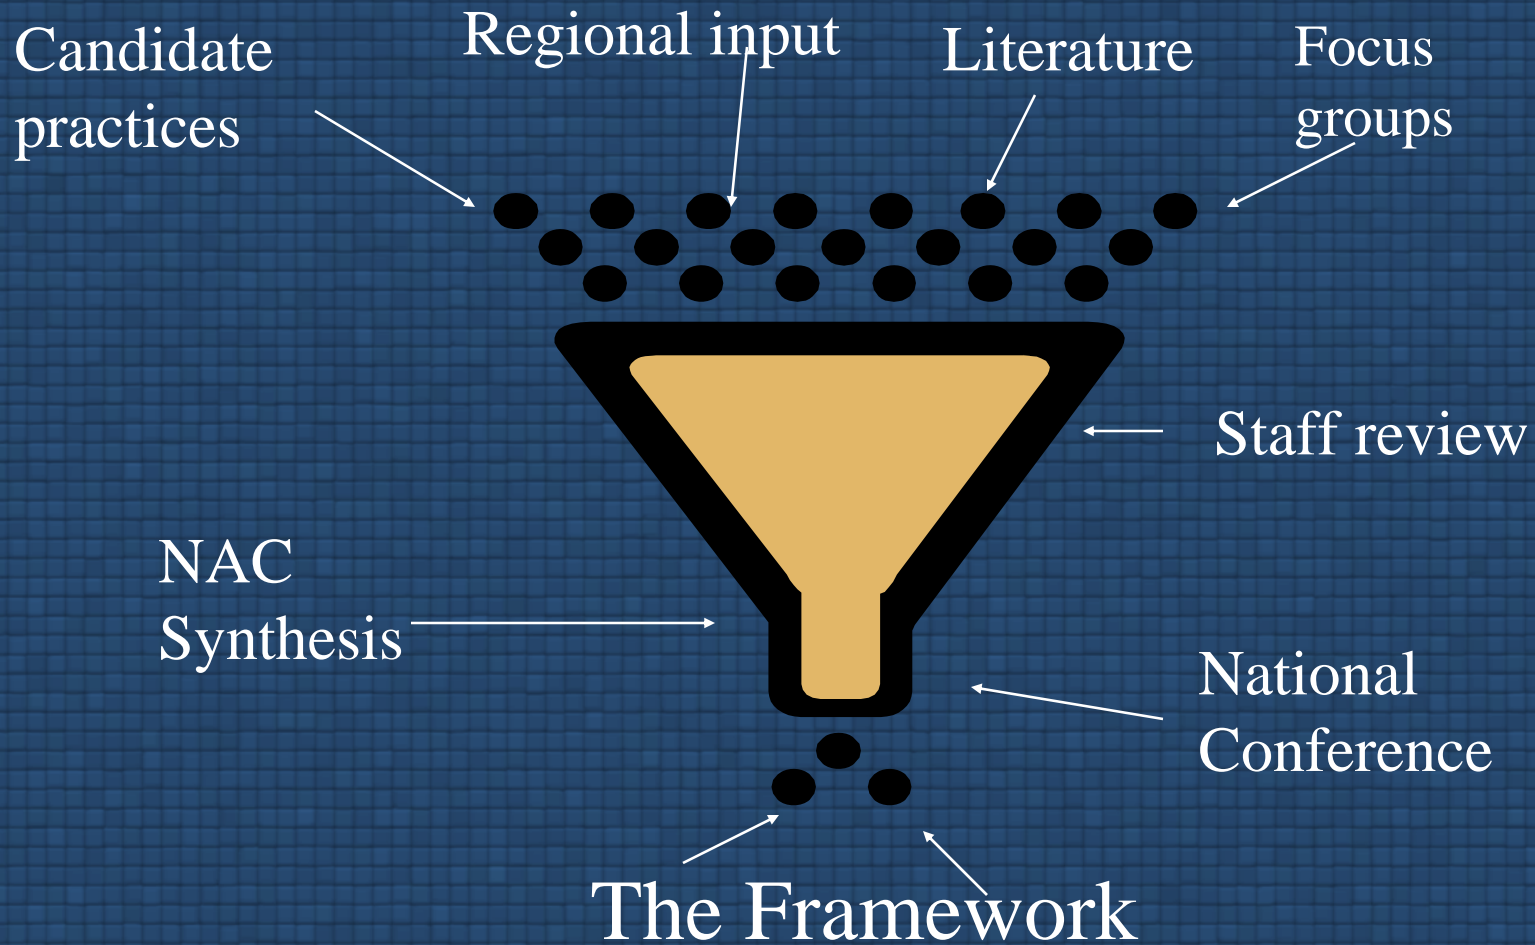 Candidate
practices
Regional input
Literature
Focus
groups
Staff review
NAC
Synthesis
National
Conference
The Framework